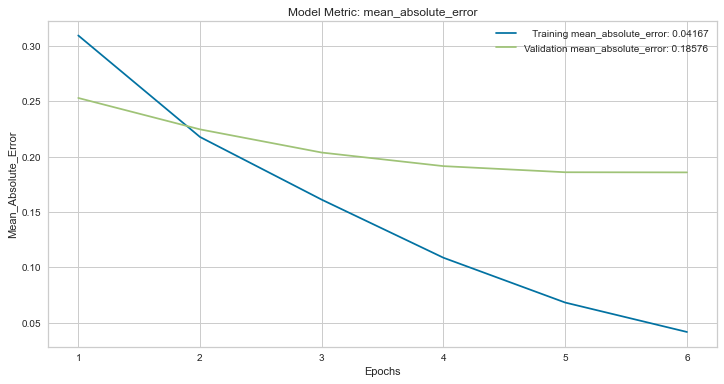 Model Metric: mean_absolute_error
Training mean_absolute_error: 0.04167
Validation mean_absolute_error: 0.18576
Mean_Absolute_Error
0.30
0.25
0.20
0.15
0.10
0.05
1 2 3 4 5 6
Epochs